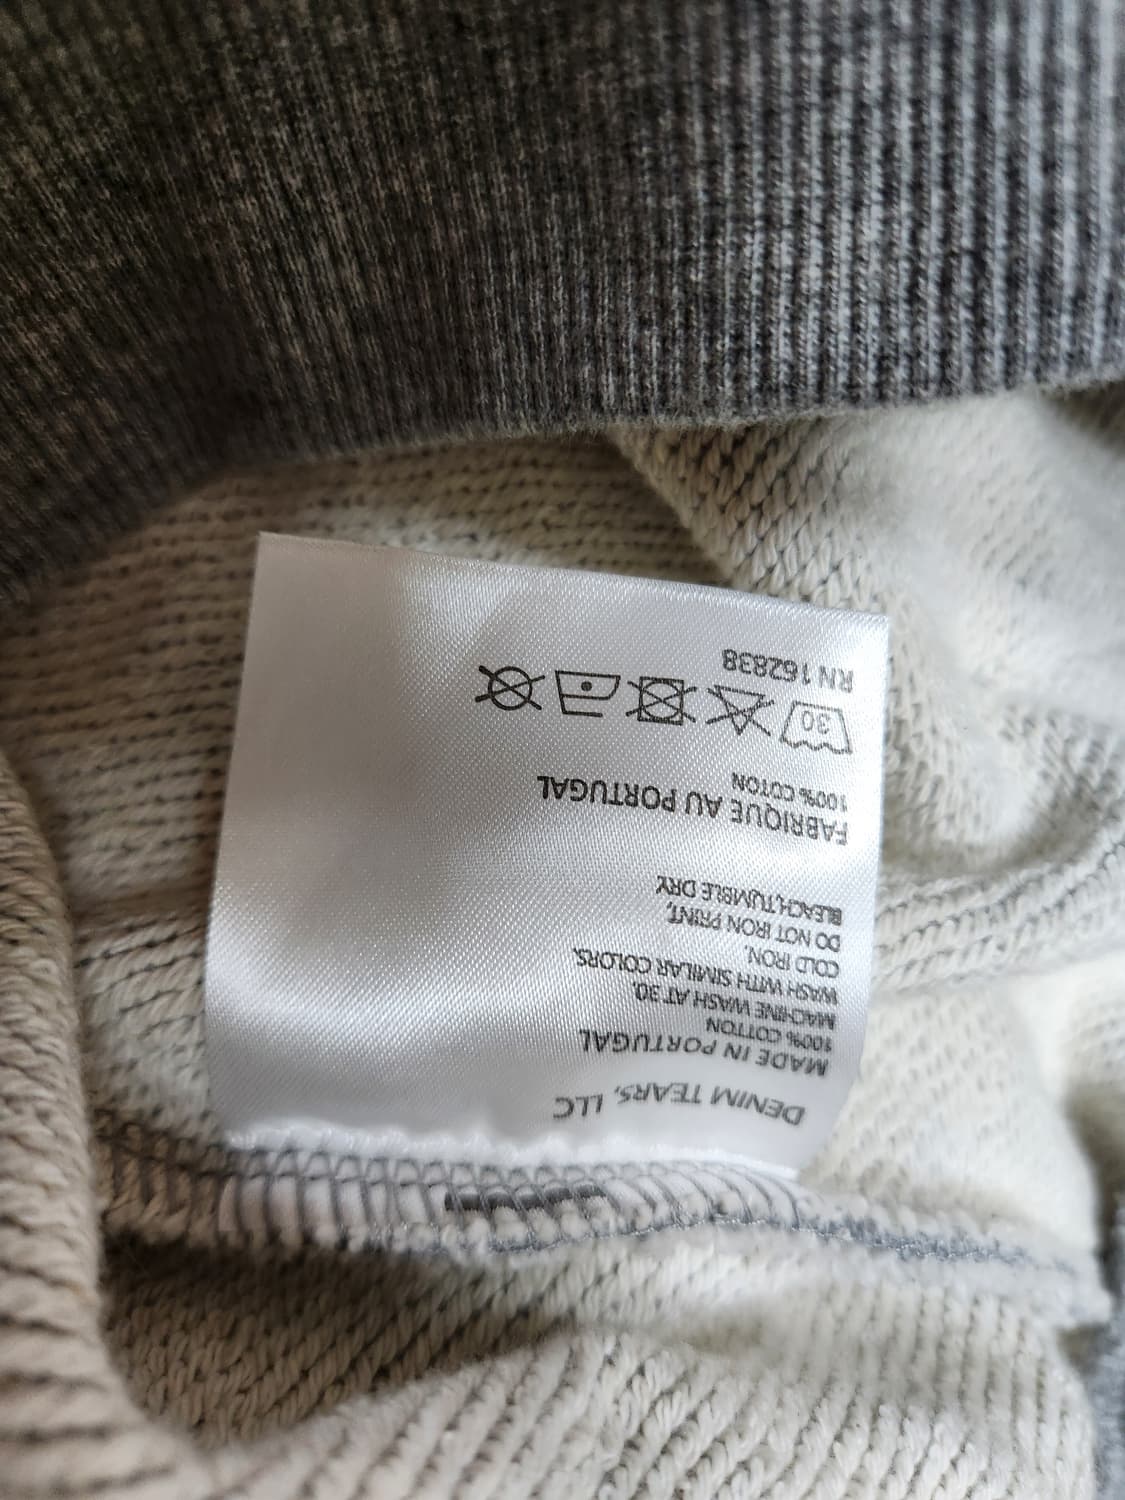 DENIM TEARS, LLC
MADE IN PORTUGAL
100% COTTON
MACHINE WASH AT 30.
WASH WITH SIMILAR COLORS.
COLD IRON.
DO NOT IRON PRINT,
BLEACH,TUMBLE DRY.
FABRIQUE AU PORTUGAL
100% COTON
30
RN 162838